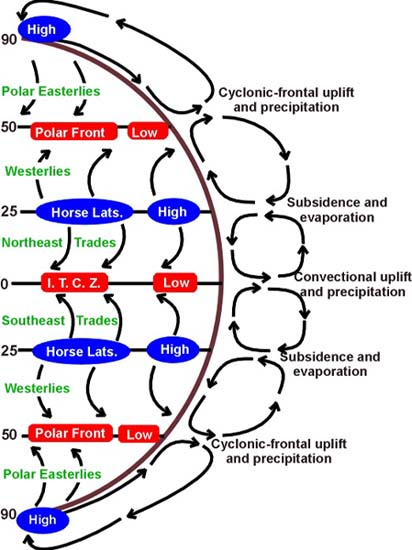 High
90
Polar Easterlies
Cyclonic-frontal uplift
and precipitation
50
Polar Front
Low
Westerlies
Subsidence and
evaporation
25
Horse Lats.
High
Northeast Trades
Convectional uplift
and precipitation
0
I. T. C. Z.
Low
Southeast Trades
25
Horse Lats.
High
Subsidence and
evaporation
Westerlies
50
Polar Front
Low
Cyclonic-frontal uplift
and precipitation
Polar Easterlies
90
High